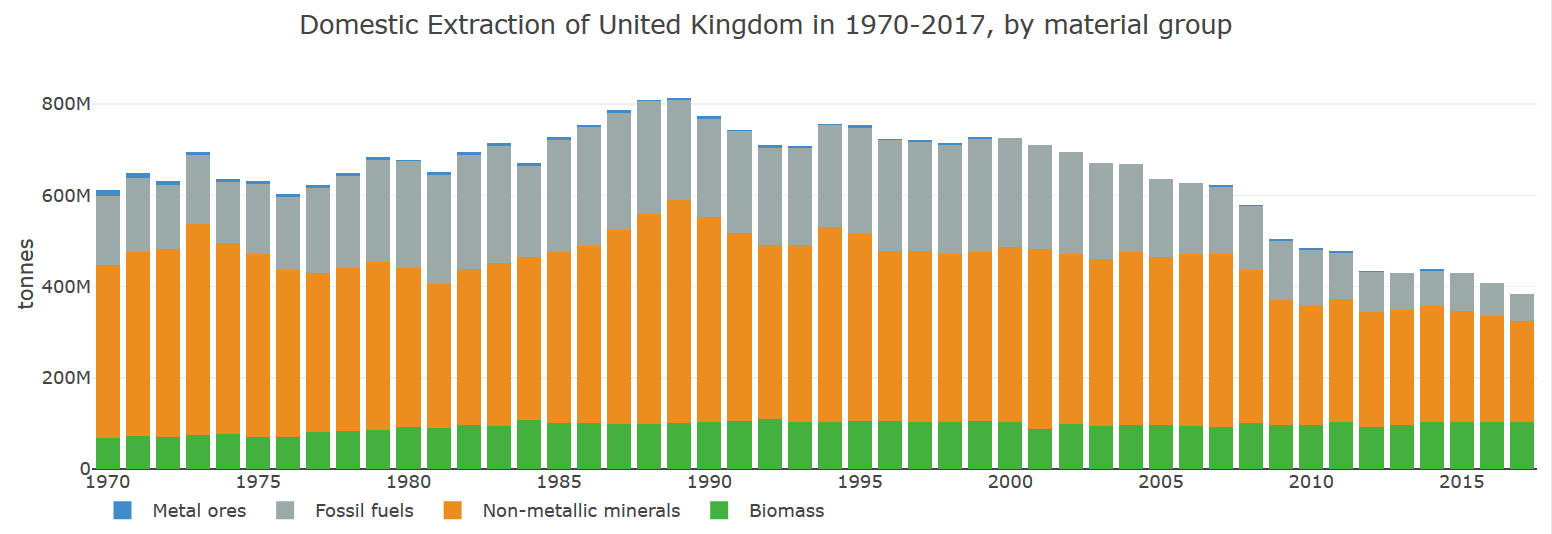 Domestic Extraction of United Kingdom in 1970-2017, by material group
800M
600M
400M
200M
0
tonnes
1970 1975 1980 1985 1990 1995 2000 2005 2010 2015
Metal ores Fossil fuels Non-metallic minerals Biomass